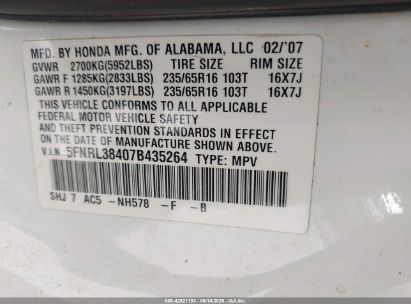 MFD. BY HONDA MFG. OF ALABAMA, LLC 02/'07
GVWR 2700KG(5952LBS) TIRE SIZE RIM SIZE
GAWR F 1285KG(2833LBS) 235/65R16 103T 16X7J
GAWR R 1450KG(3197LBS) 235/65R16 103T 16X7J
THIS VEHICLE CONFORMS TO ALL APPLICABLE FEDERAL
MOTOR VEHICLE SAFETY AND THEFT PREVENTION
STANDARDS IN EFFECT ON THE DATE OF MANUFACTURE
SHOWN ABOVE.
V.I.N. 5FNRL38407B435264 TYPE: MPV
SHJ 7 AC5 -NH578 -F -B